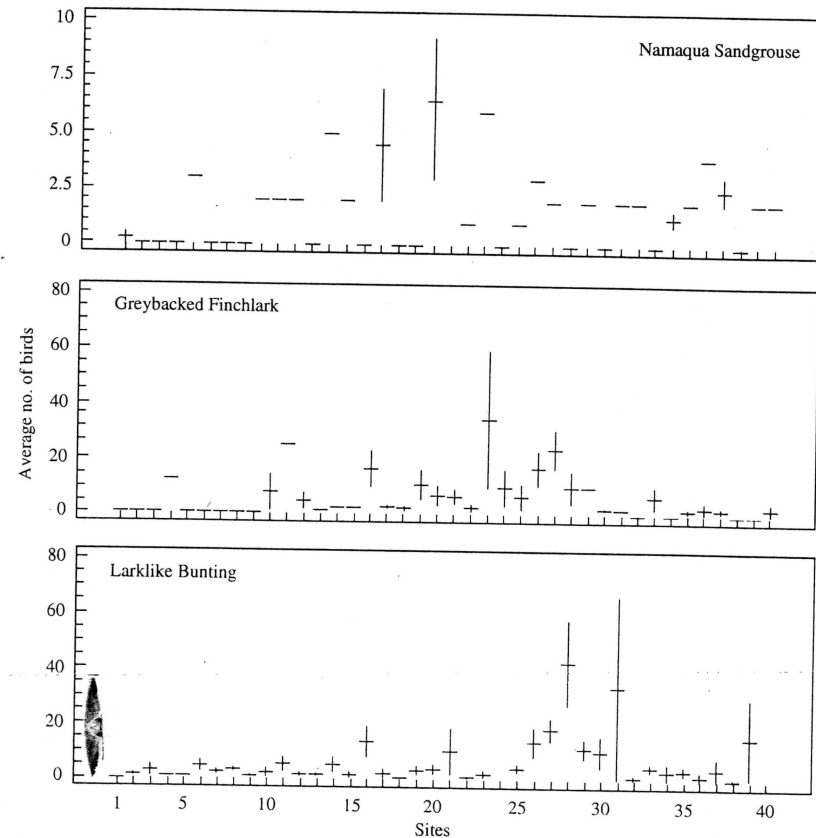 10
7.5
5.0
2.5
0
Namaqua Sandgrouse
80
60
40
20
0
Greybacked Finchlark
Average no. of birds
80
60
40
20
0
Larklike Bunting
1 5 10 15 20 25 30 35 40
Sites